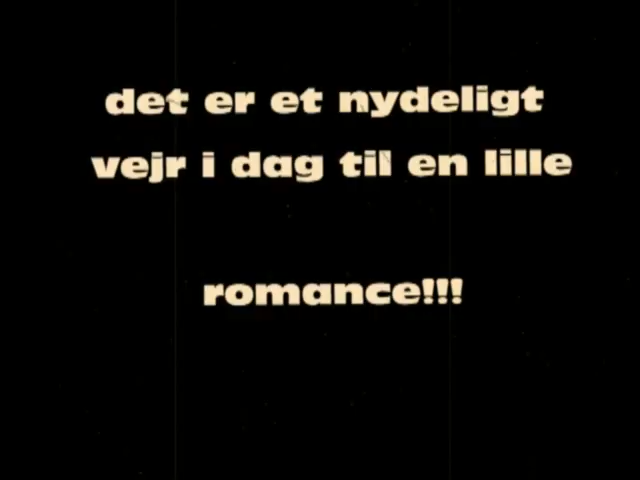 det er et nydeligt
vejr i dag til en lille
romance!!!